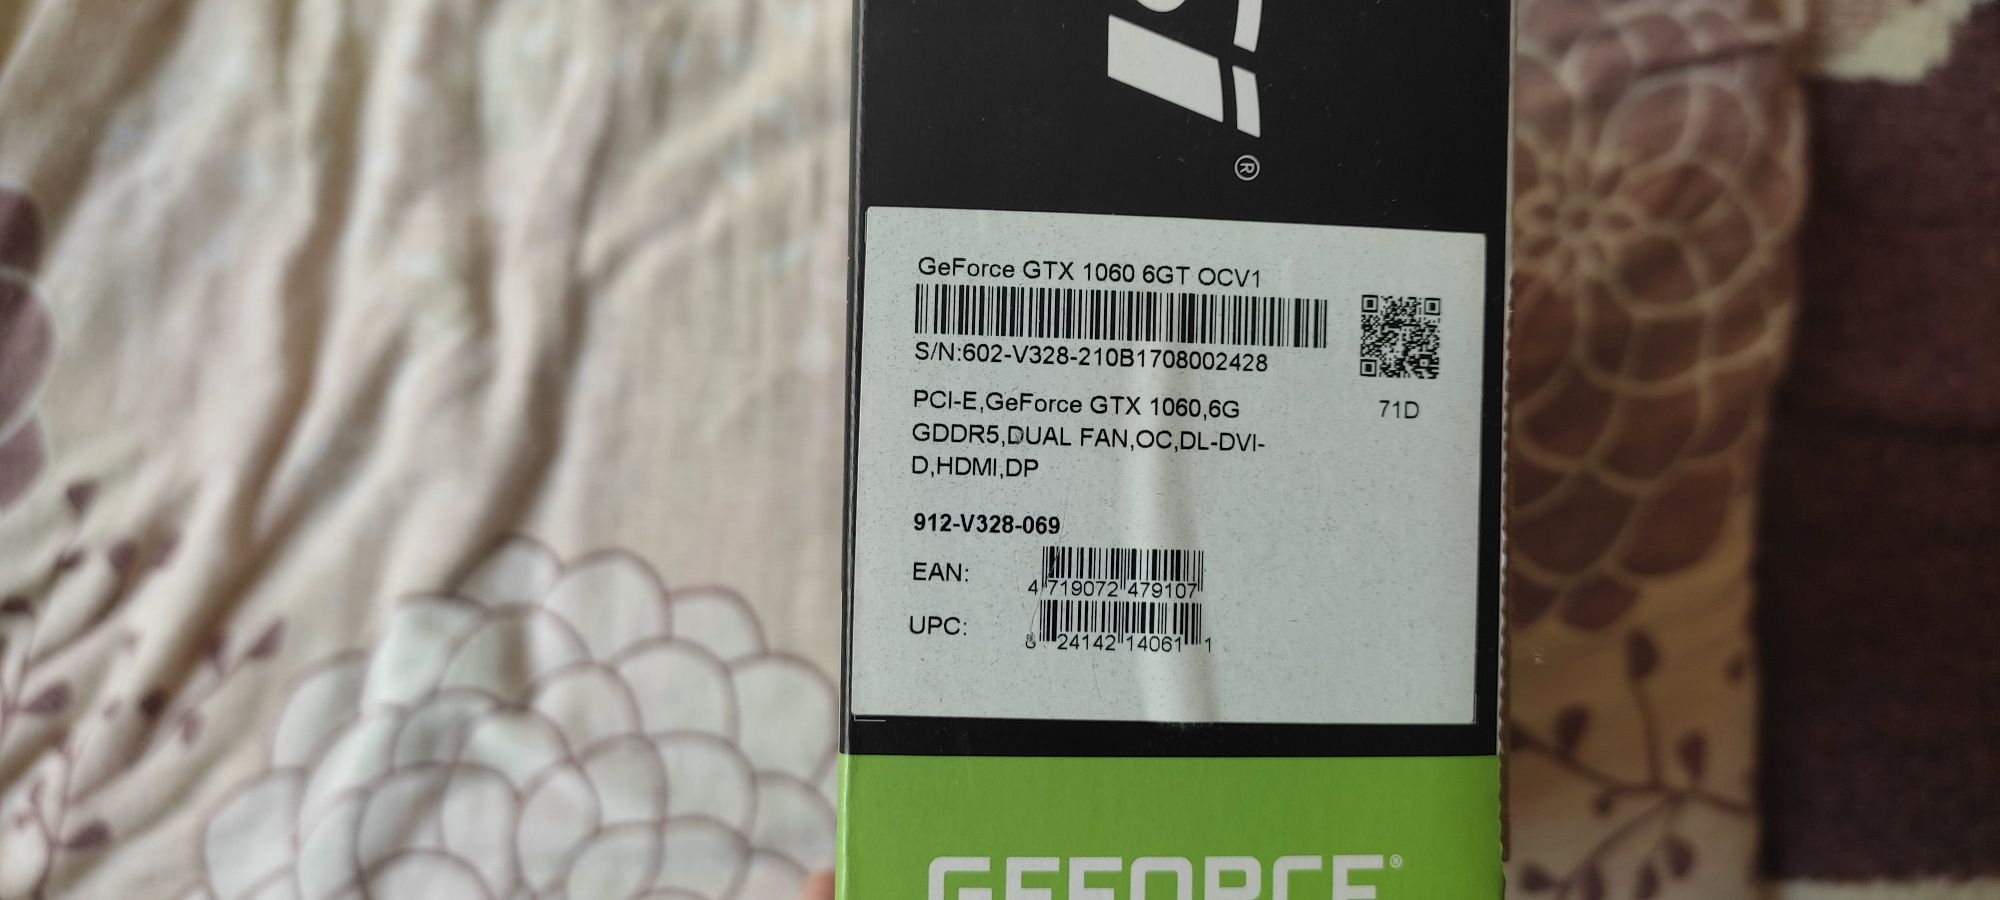 ®
GeForce GTX 1060 6GT OCV1
S/N:602-V328-210B1708002428
PCI-E,GeForce GTX 1060,6G
71D
GDDR5,DUAL FAN,OC,DL-DVI-
D,HDMI,DP
912-V328-069
EAN:
4 719072 479107
UPC:
8 24142 14061 1
GEFORCE®